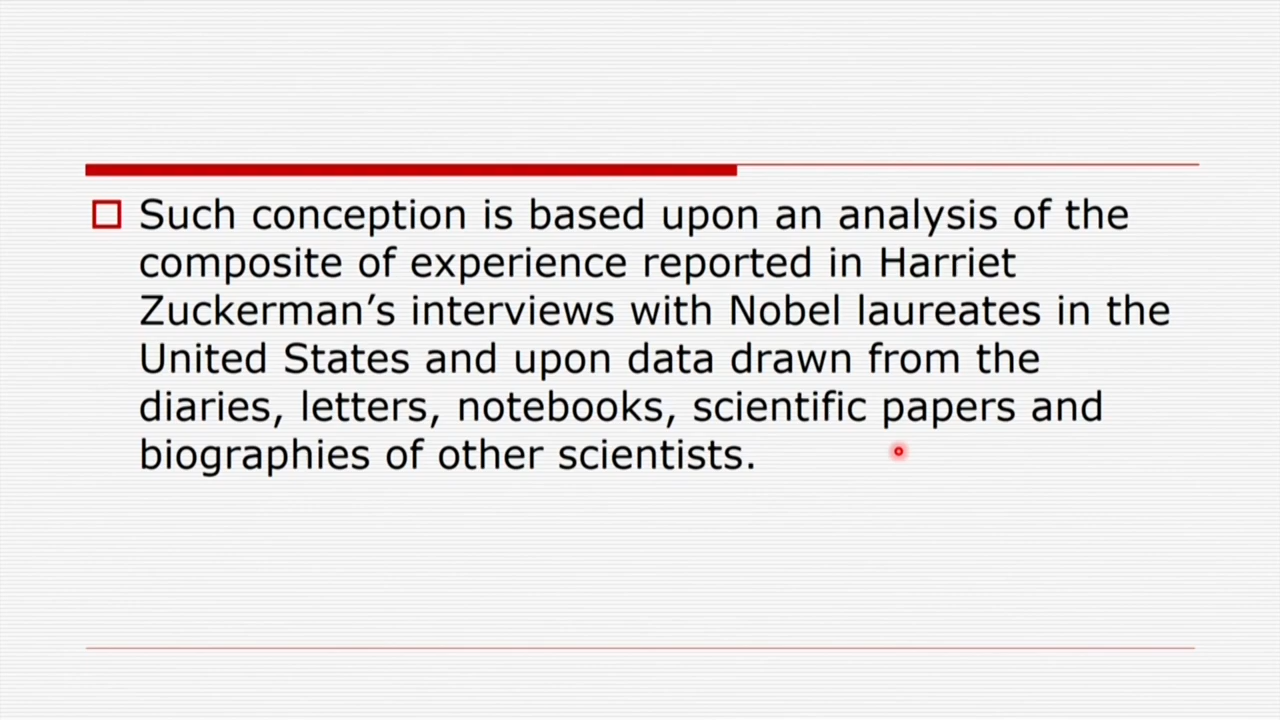 Such conception is based upon an analysis of the
composite of experience reported in Harriet
Zuckerman’s interviews with Nobel laureates in the
United States and upon data drawn from the
diaries, letters, notebooks, scientific papers and
biographies of other scientists.